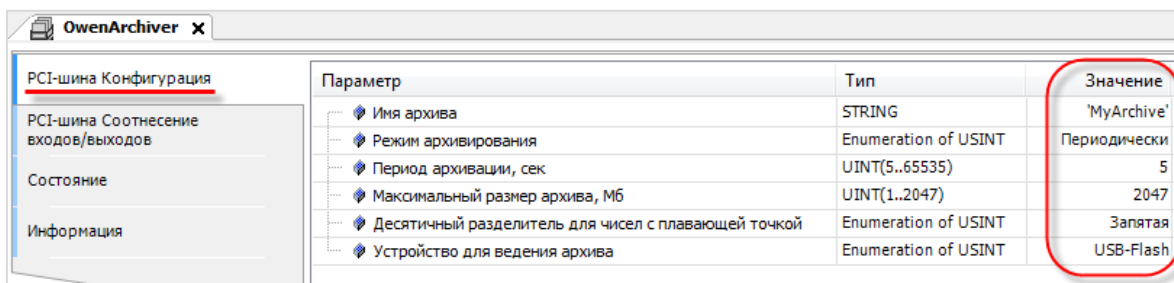 OwenArchiver x
PCI-шина Конфигурация
PCI-шина Соотнесение
входов/выходов
Состояние
Информация
Параметр Тип Значение
Имя архива STRING 'MyArchive'
Режим архивирования Enumeration of USINT Периодически
Период архивации, сек UINT(5..65535) 5
Максимальный размер архива, Мб UINT(1..2047) 2047
Десятичный разделитель для чисел с плавающей точкой Enumeration of USINT Запятая
Устройство для ведения архива Enumeration of USINT USB-Flash